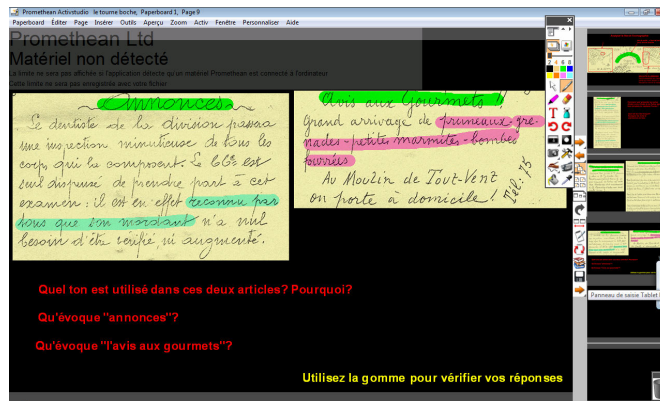 Promethean Activstudio le tourne boche, Paperboard 1, Page 9
Paperboard Éditer Page Insérer Outils Aperçu Zoom Activ Fenêtre Personnaliser Aide
Promethean Ltd
Matériel non détecté
La limite ne sera pas affichée si l'application détecte qu'un matériel Promethean est connecté à l'ordinateur
Cette limite ne sera pas enregistrée avec votre fichier
Annonces
Le dentiste de la division passera
une inspection minutieuse de tous les
corps qui la composent. Le 66e est
seul dispensé de prendre part à cet
examen : il est en effet reconnu par
tous que son mordant n'a nul
besoin d'être vérifié, ni augmenté.
Avis aux Gourmets !!
Grand arrivage de pruneaux-gre-
nades-petites marmites-bombes
fourrées
Au Moulin de Tout-Vent
on porte à domicile !
Tél: 75
2 4 6 8
Quel ton est utilisé dans ces deux articles? Pourquoi?
Qu'évoque "annonces"?
Qu'évoque "l'avis aux gourmets"?
Utilisez la gomme pour vérifier vos réponses
Panneau de saisie Tablet